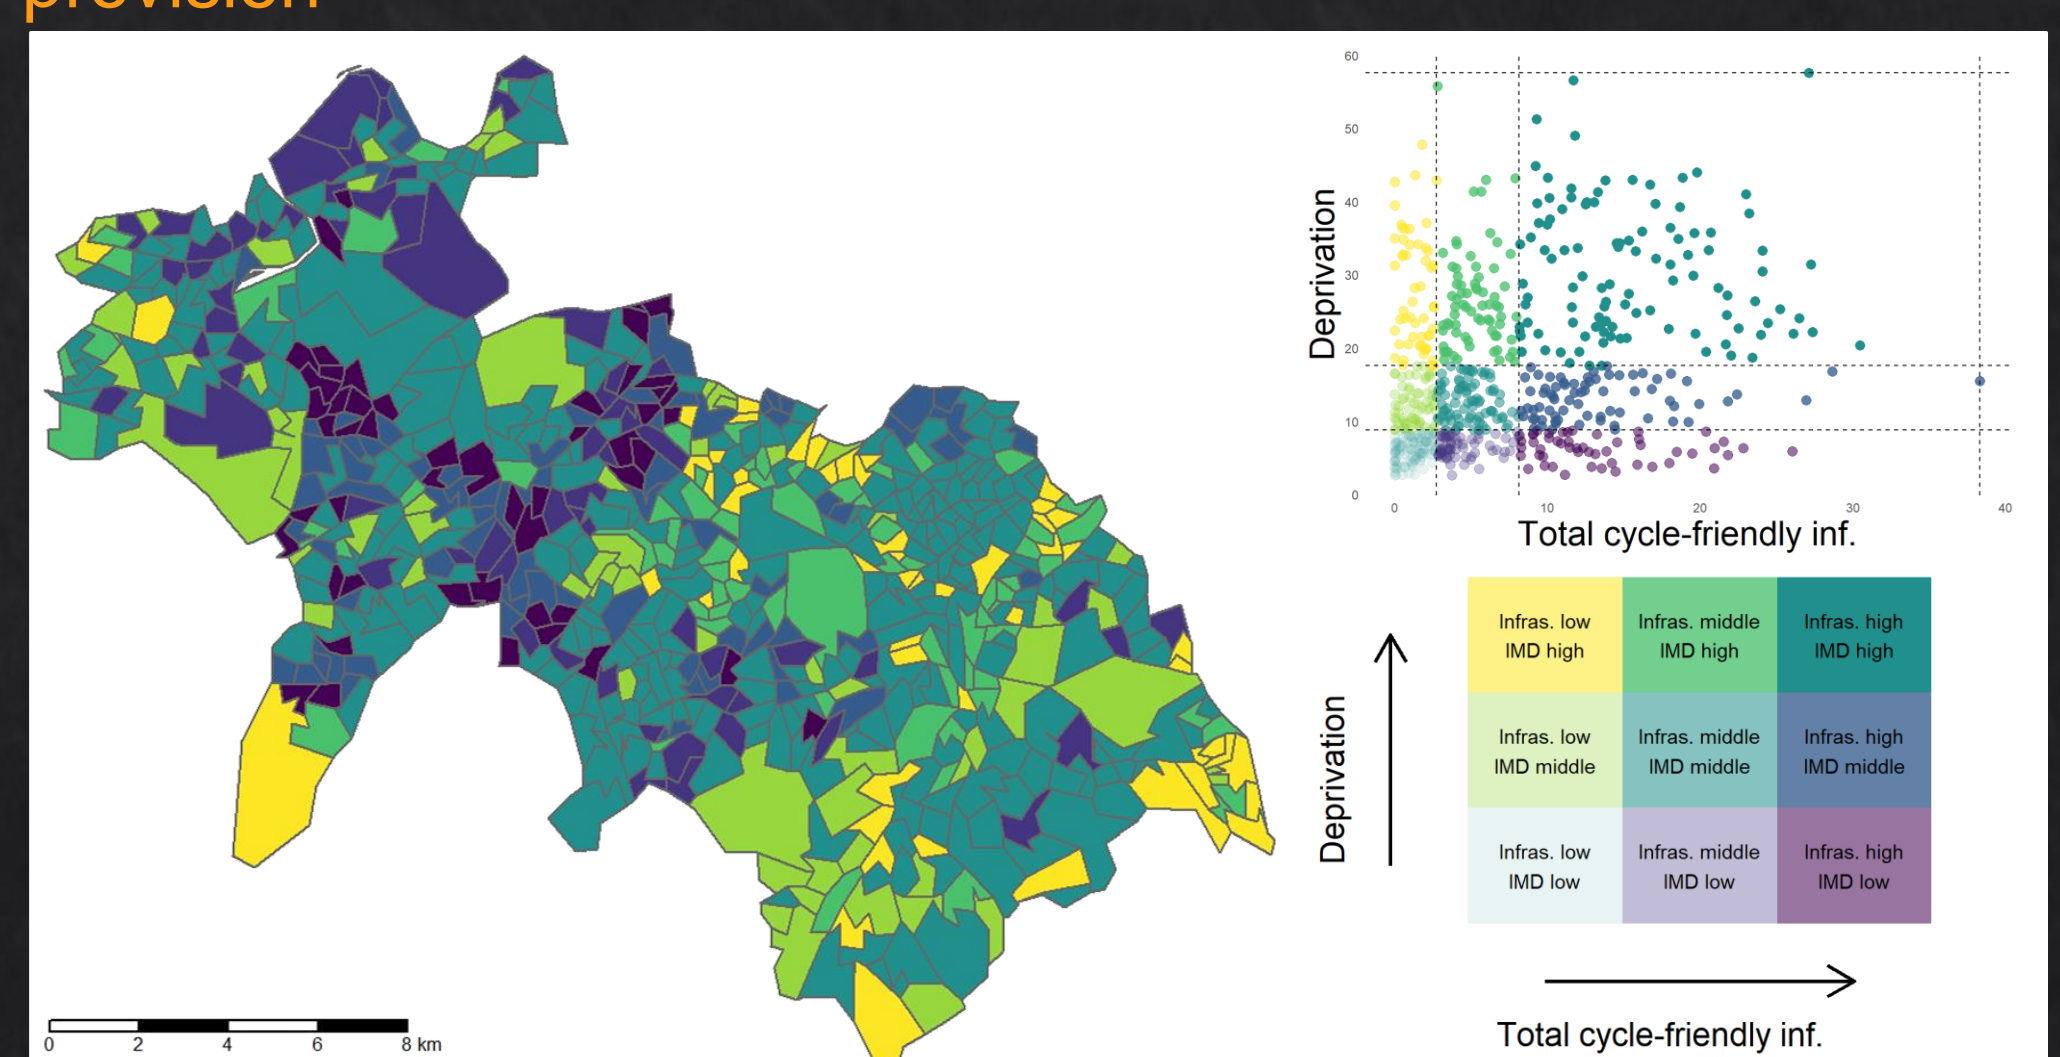 provision
60
50
40
30
20
10
0
Deprivation
0 10 20 30 40
Total cycle-friendly inf.
Infras. low
IMD high
Infras. middle
IMD high
Infras. high
IMD high
Infras. low
IMD middle
Infras. middle
IMD middle
Infras. high
IMD middle
Infras. low
IMD low
Infras. middle
IMD low
Infras. high
IMD low
Deprivation
Total cycle-friendly inf.
0 2 4 6 8 km